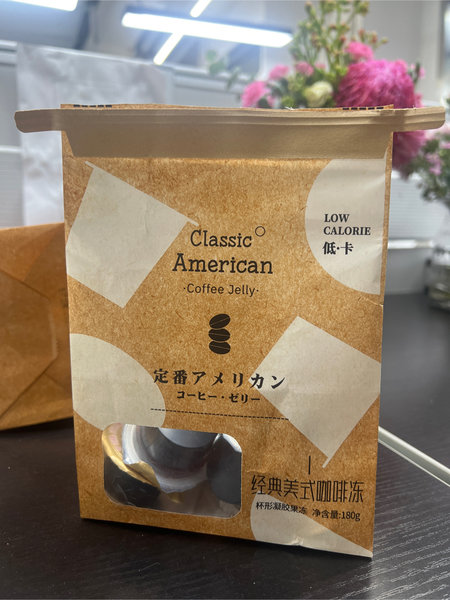 Classic
American
·Coffee Jelly·
LOW
CALORIE
低·卡
定番アメリカン
コーヒー・ゼリー
经典美式咖啡冻
杯形凝胶果冻 净含量:180g